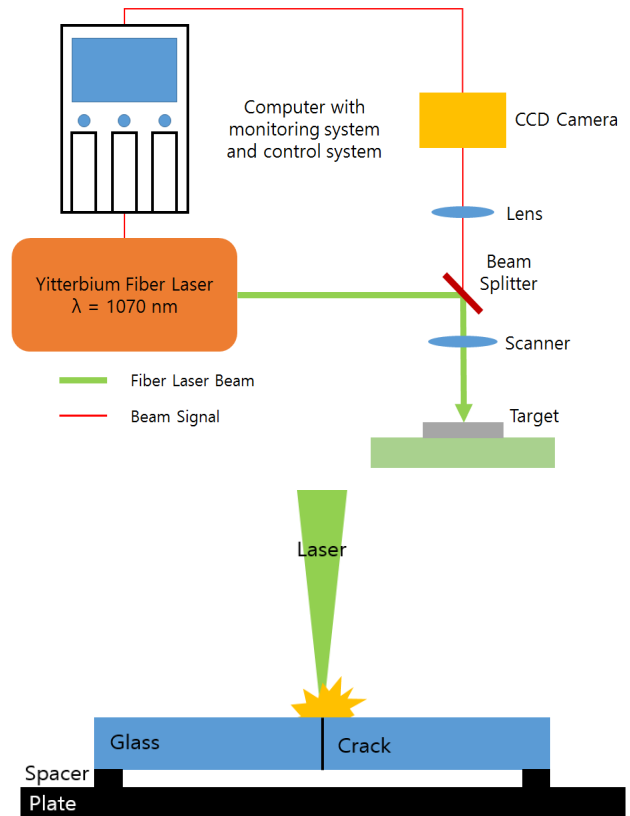 Computer with
monitoring system
and control system
CCD Camera
Lens
Beam
Splitter
Yitterbium Fiber Laser
λ = 1070 nm
Scanner
Fiber Laser Beam
Beam Signal
Target
Laser
Glass
Crack
Spacer
Plate